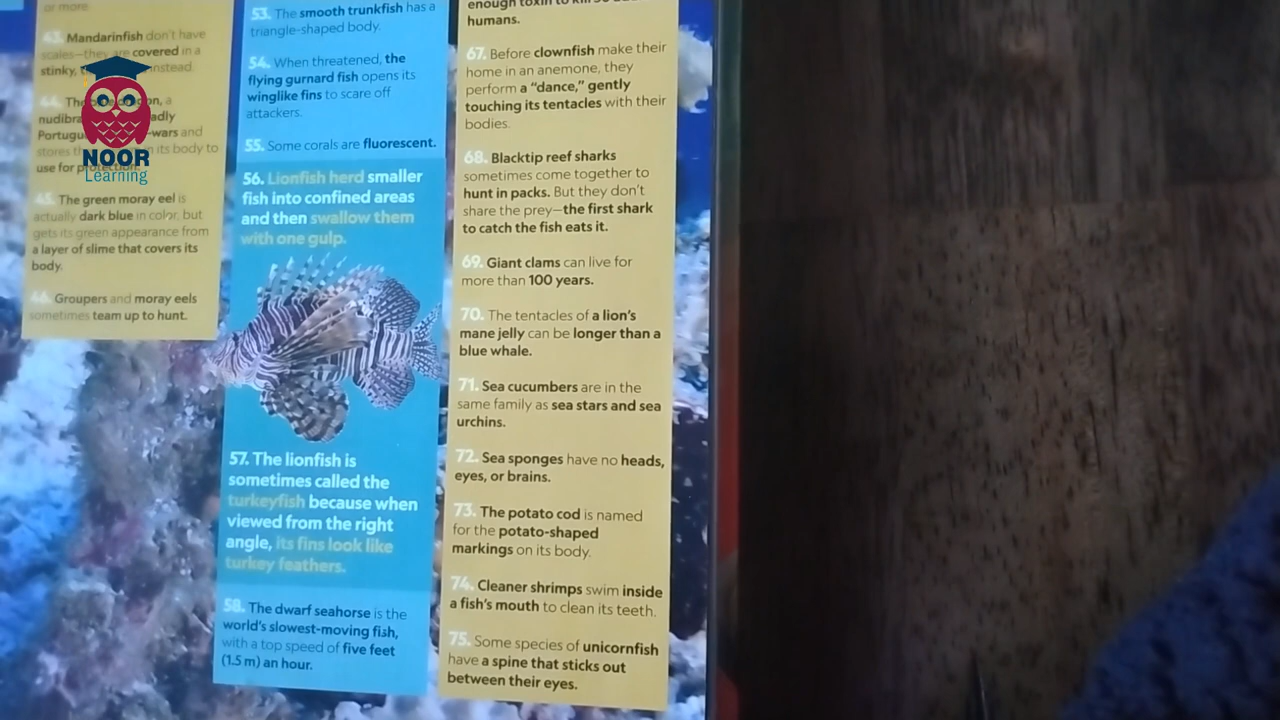 or more.
43. Mandarinfish don't have
scales—they are covered in a
stinky, instead.
44. The blue dragon, a
Portugu -wars and
stores th its body to
use for protection.
45. The green moray eel is
actually dark blue in color, but
gets its green appearance from
a layer of slime that covers its
body.
46. Groupers and moray eels
sometimes team up to hunt.
NOOR
Learning
53. The smooth trunkfish has a
triangle-shaped body.
54. When threatened, the
flying gurnard fish opens its
winglike fins to scare off
attackers.
55. Some corals are fluorescent.
56. Lionfish herd smaller
fish into confined areas
and then swallow them
with one gulp.
57. The lionfish is
sometimes called the
turkeyfish because when
viewed from the right
angle, its fins look like
turkey feathers.
58. The dwarf seahorse is the
world's slowest-moving fish,
with a top speed of five feet
(1.5 m) an hour.
enough toxin to kill
humans.
67. Before clownfish make their
home in an anemone, they
perform a “dance,” gently
touching its tentacles with their
bodies.
68. Blacktip reef sharks
sometimes come together to
hunt in packs. But they don't
share the prey—the first shark
to catch the fish eats it.
69. Giant clams can live for
more than 100 years.
70. The tentacles of a lion's
mane jelly can be longer than a
blue whale.
71. Sea cucumbers are in the
same family as sea stars and sea
urchins.
72. Sea sponges have no heads,
eyes, or brains.
73. The potato cod is named
for the potato-shaped
markings on its body.
74. Cleaner shrimps swim inside
a fish's mouth to clean its teeth.
75. Some species of unicornfish
have a spine that sticks out
between their eyes.